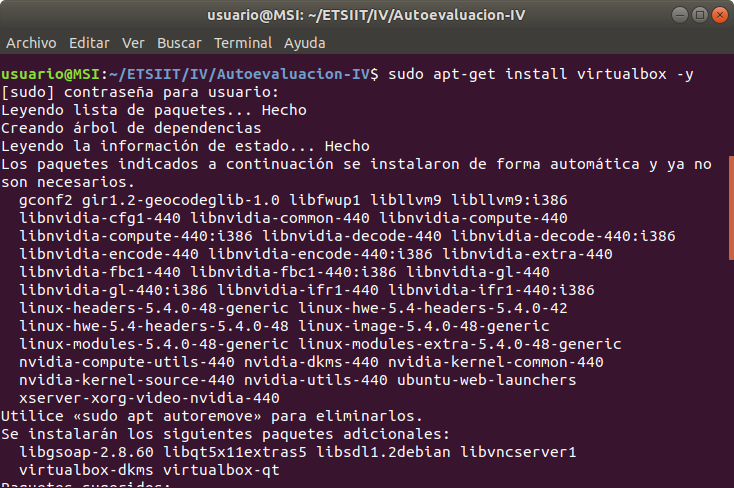 usuario@MSI: ~/ETSIIT/IV/Autoevaluacion-IV
Archivo Editar Ver Buscar Terminal Ayuda
usuario@MSI:~/ETSIIT/IV/Autoevaluacion-IV$ sudo apt-get install virtualbox -y
[sudo] contraseña para usuario:
Leyendo lista de paquetes... Hecho
Creando árbol de dependencias
Leyendo la información de estado... Hecho
Los paquetes indicados a continuación se instalaron de forma automática y ya no
son necesarios.
gconf2 gir1.2-geocodeglib-1.0 libfwup1 libllvm9 libllvm9:i386
libnvidia-cfg1-440 libnvidia-common-440 libnvidia-compute-440
libnvidia-compute-440:i386 libnvidia-decode-440 libnvidia-decode-440:i386
libnvidia-encode-440 libnvidia-encode-440:i386 libnvidia-extra-440
libnvidia-fbc1-440 libnvidia-fbc1-440:i386 libnvidia-gl-440
libnvidia-gl-440:i386 libnvidia-ifr1-440 libnvidia-ifr1-440:i386
linux-headers-5.4.0-48-generic linux-hwe-5.4-headers-5.4.0-42
linux-hwe-5.4-headers-5.4.0-48 linux-image-5.4.0-48-generic
linux-modules-5.4.0-48-generic linux-modules-extra-5.4.0-48-generic
nvidia-compute-utils-440 nvidia-dkms-440 nvidia-kernel-common-440
nvidia-kernel-source-440 nvidia-utils-440 ubuntu-web-launchers
xserver-xorg-video-nvidia-440
Utilice «sudo apt autoremove» para eliminarlos.
Se instalarán los siguientes paquetes adicionales:
libgsoap-2.8.60 libqt5x11extras5 libsdl1.2debian libvncserver1
virtualbox-dkms virtualbox-qt
Paquetes sugeridos: